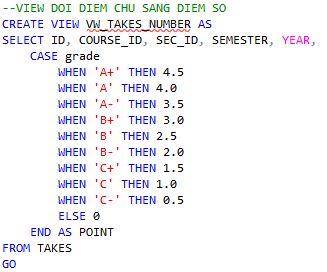 --VIEW DOI DIEM CHU SANG DIEM SO
CREATE VIEW VW_TAKES_NUMBER AS
SELECT ID, COURSE_ID, SEC_ID, SEMESTER, YEAR,
CASE grade
WHEN 'A+' THEN 4.5
WHEN 'A' THEN 4.0
WHEN 'A-' THEN 3.5
WHEN 'B+' THEN 3.0
WHEN 'B' THEN 2.5
WHEN 'B-' THEN 2.0
WHEN 'C+' THEN 1.5
WHEN 'C' THEN 1.0
WHEN 'C-' THEN 0.5
ELSE 0
END AS POINT
FROM TAKES
GO